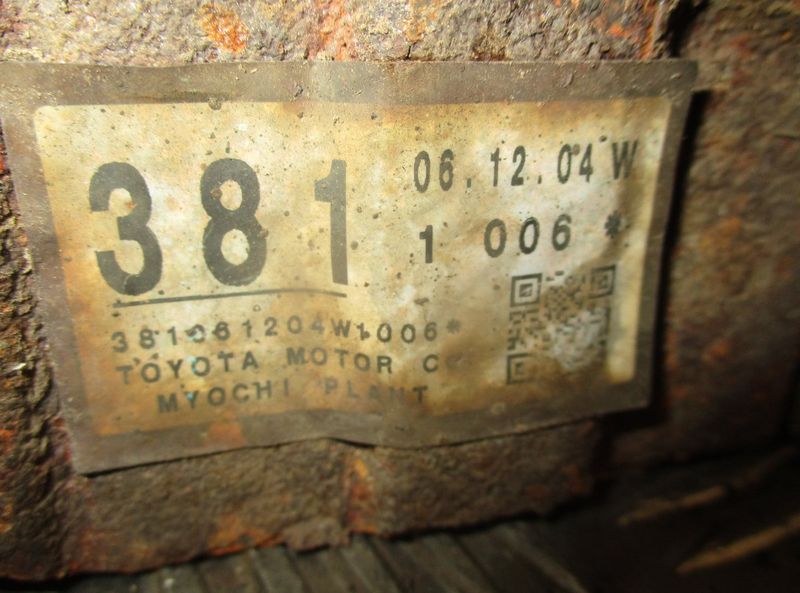 381
06.12.04 W
1 006 *
381061204W1006*
TOYOTA MOTOR
MYOCHI PLANT